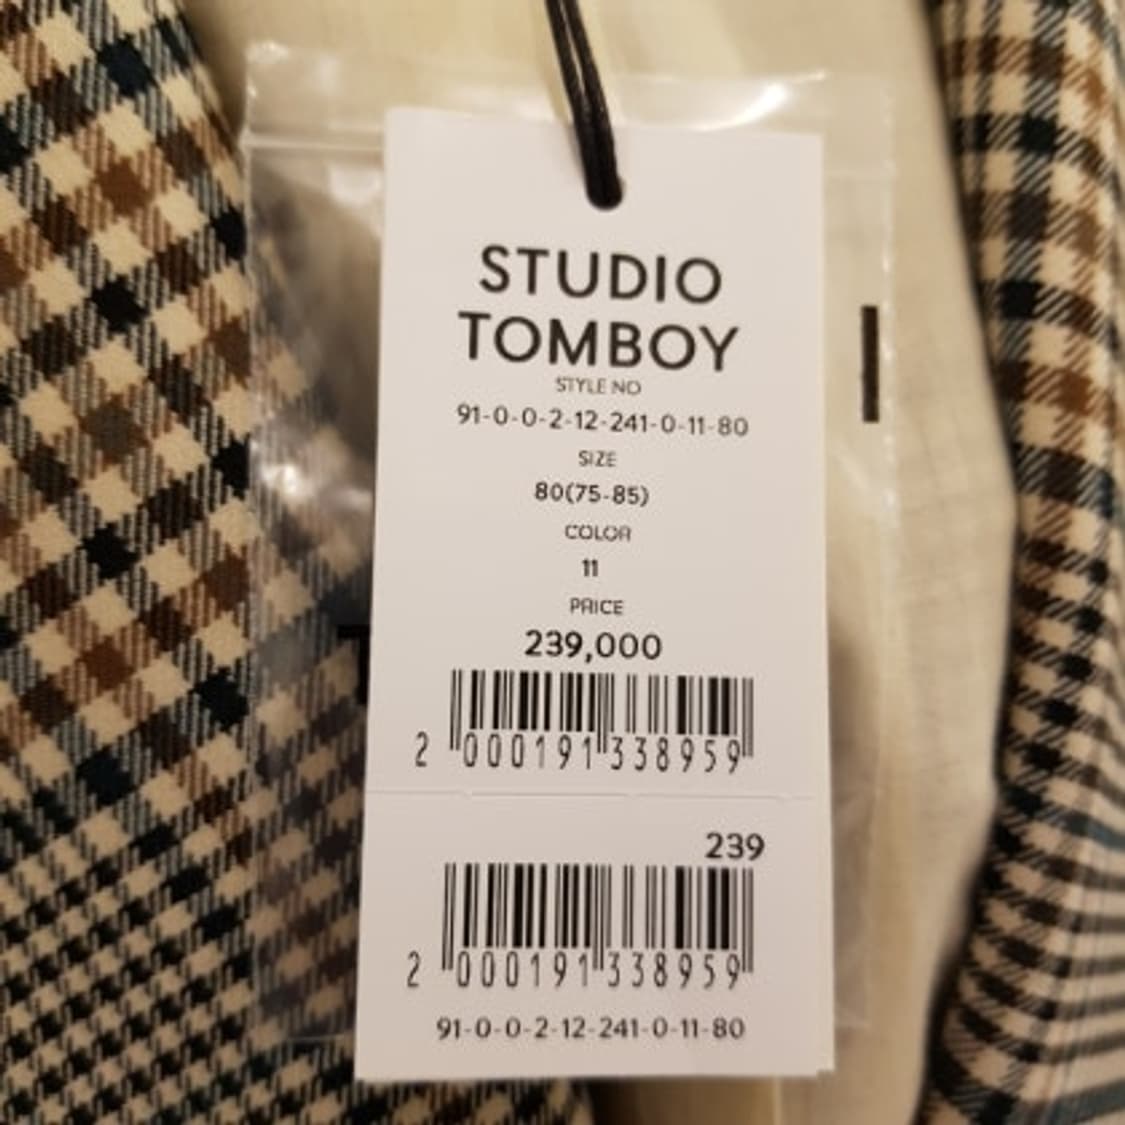 STUDIO
TOMBOY
STYLE NO
91-0-0-2-12-241-0-11-80
SIZE
80(75-85)
COLOR
11
PRICE
239,000
2 000191 338959
239
2 000191 338959
91-0-0-2-12-241-0-11-80